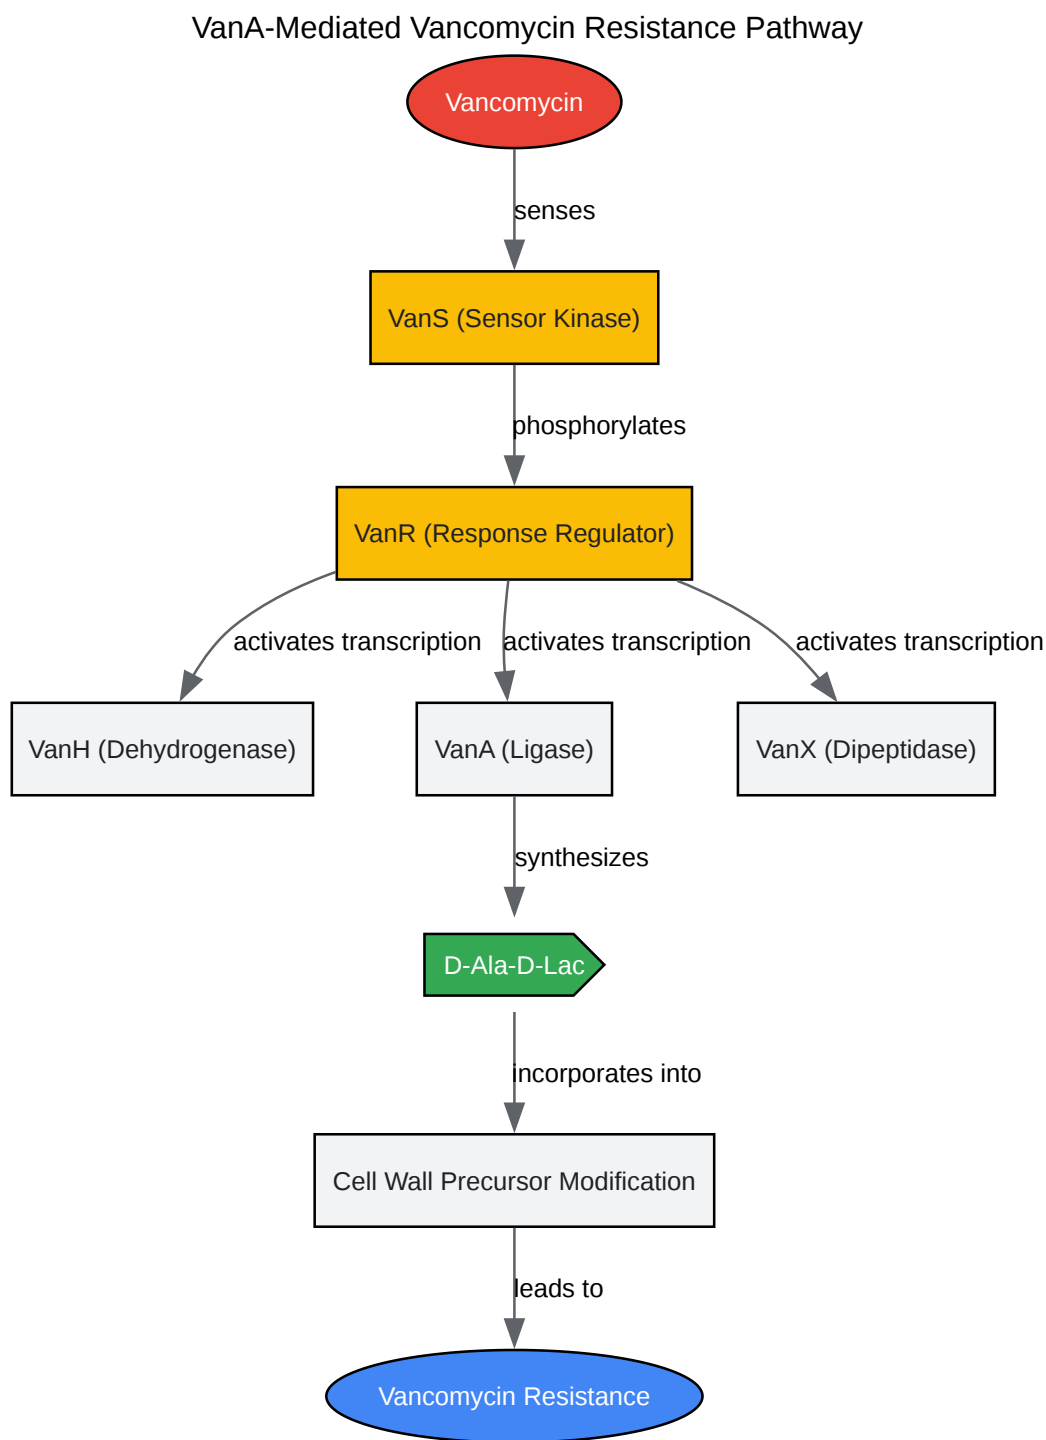 VanA-Mediated Vancomycin Resistance Pathway
Vancomycin
senses
VanS (Sensor Kinase)
phosphorylates
VanR (Response Regulator)
activates transcription
activates transcription
activates transcription
VanH (Dehydrogenase)
VanA (Ligase)
VanX (Dipeptidase)
synthesizes
D-Ala-D-Lac
incorporates into
Cell Wall Precursor Modification
leads to
Vancomycin Resistance